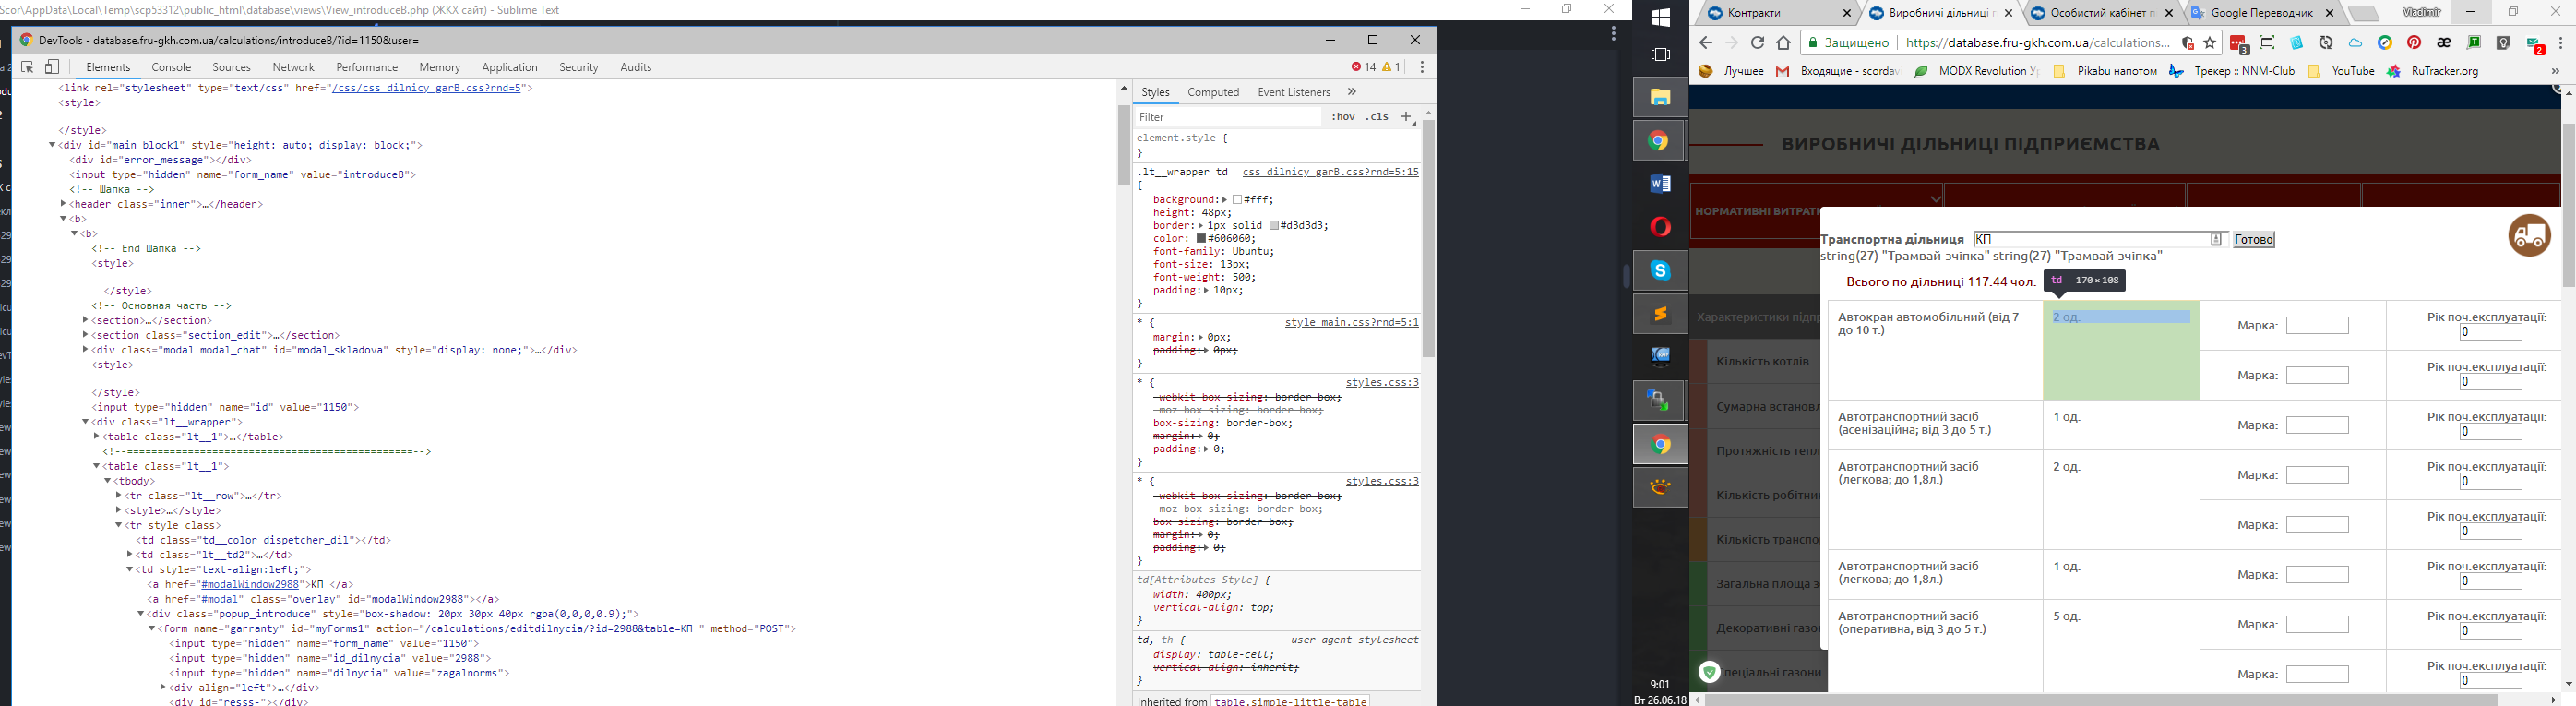 Scor\AppData\Local\Temp\scp53312\public_html\database\views\View_introduceB.php (ЖКХ сайт) - Sublime Text
DevTools - database.fru-gkh.com.ua/calculations/introduceB/?id=1150&user=
Elements Console Sources Network Performance Memory Application Security Audits 14 1
<link rel="stylesheet" type="text/css" href="/css/css_dilnicy_garB.css?rnd=5">
<style>
</style>
<div id="main_block1" style="height: auto; display: block;">
<div id="error_message"></div>
<input type="hidden" name="form_name" value="introduceB">
<!-- Шапка -->
<header class="inner">…</header>
<b>
<b>
<!-- End Шапка -->
<style>
</style>
<!-- Основная часть -->
<section>…</section>
<section class="section_edit">…</section>
<div class="modal modal_chat" id="modal_skladova" style="display: none;">…</div>
<style>
</style>
<input type="hidden" name="id" value="1150">
<div class="lt__wrapper">
<table class="lt__1">…</table>
<table class="lt__1">
<tbody>
<tr class="lt__row">…</tr>
<style>…</style>
<tr style class>
<td class="td__color dispetcher_dil"></td>
<td class="lt__td2">…</td>
<td style="text-align:left;">
<a href="#modalWindow2988">КП </a>
<a href="#modal" class="overlay" id="modalWindow2988"></a>
<div class="popup_introduce" style="box-shadow: 20px 30px 40px rgba(0,0,0,0.9);">
<form name="garranty" id="myForms1" action="/calculations/editdilnycia/?id=2988&table=КП " method="POST">
<input type="hidden" name="form_name" value="1150">
<input type="hidden" name="id_dilnycia" value="2988">
<input type="hidden" name="dilnycia" value="zagalnorms">
<div align="left">…</div>
<div id="resss-"></div>
Styles Computed Event Listeners »
Filter :hov .cls +
element.style {
}
.lt__wrapper td css_dilnicy_garB.css?rnd=5:15
{
background: #fff;
height: 48px;
border: 1px solid #d3d3d3;
color: #606060;
font-family: Ubuntu;
font-size: 13px;
font-weight: 500;
padding: 10px;
}
* { style_main.css?rnd=5:1
margin: 0px;
padding: 0px;
}
* { styles.css:3
-webkit-box-sizing: border-box;
-moz-box-sizing: border-box;
box-sizing: border-box;
margin: 0;
padding: 0;
}
* { styles.css:3
-webkit-box-sizing: border-box;
-moz-box-sizing: border-box;
box-sizing: border-box;
margin: 0;
padding: 0;
}
td[Attributes Style] {
width: 400px;
vertical-align: top;
}
td, th { user agent stylesheet
display: table-cell;
vertical-align: inherit;
}
Inherited from table.simple-little-table
9:01
Вт 26.06.18
Контракти
Виробничі дільниці п
Особистий кабінет п
Google Переводчик
Vladimir
Защищено https://database.fru-gkh.com.ua/calculations... 3 2
Лучшее Входящие - scordav MODX Revolution Pikabu напотом Трекер :: NNM-Club YouTube RuTracker.org »
ВИРОБНИЧІ ДІЛЬНИЦІ ПІДПРИЄМСТВА
НОРМАТИВНІ ВИТРАТИ
Транспортна дільниця КП Готово
string(27) "Трамвай-зчіпка" string(27) "Трамвай-зчіпка"
Всього по дільниці 117.44 чол.
td 170×108
Характеристики підпр
Кількість котлів
Сумарна встановл
Протяжність тепл
Кількість робітник
Кількість транспо
Загальна площа з
Декоративні газо
Спеціальні газони
Автокран автомобільний (від 7 до 10 т.) 2 од. Марка: Рік поч.експлуатації: 0
Марка: Рік поч.експлуатації: 0
Автотранспортний засіб (асенізаційна; від 3 до 5 т.) 1 од. Марка: Рік поч.експлуатації: 0
Автотранспортний засіб (легкова; до 1,8л.) 2 од. Марка: Рік поч.експлуатації: 0
Марка: Рік поч.експлуатації: 0
Автотранспортний засіб (легкова; до 1,8л.) 1 од. Марка: Рік поч.експлуатації: 0
Автотранспортний засіб (оперативна; від 3 до 5 т.) 5 од. Марка: Рік поч.експлуатації: 0
Марка: Рік поч.експлуатації: 0